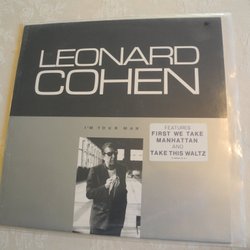 LEONARD
COHEN
I'M YOUR MAN
FEATURES
FIRST WE TAKE
MANHATTAN
AND
TAKE THIS WALTZ